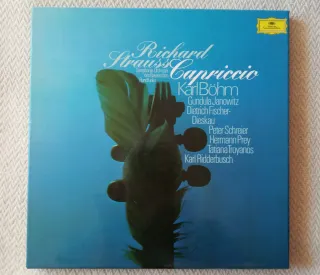 Richard
Strauss
Capriccio
Karl Böhm
Gundula Janowitz
Dietrich Fischer-
Dieskau
Peter Schreier
Hermann Prey
Tatiana Troyanos
Karl Ridderbusch